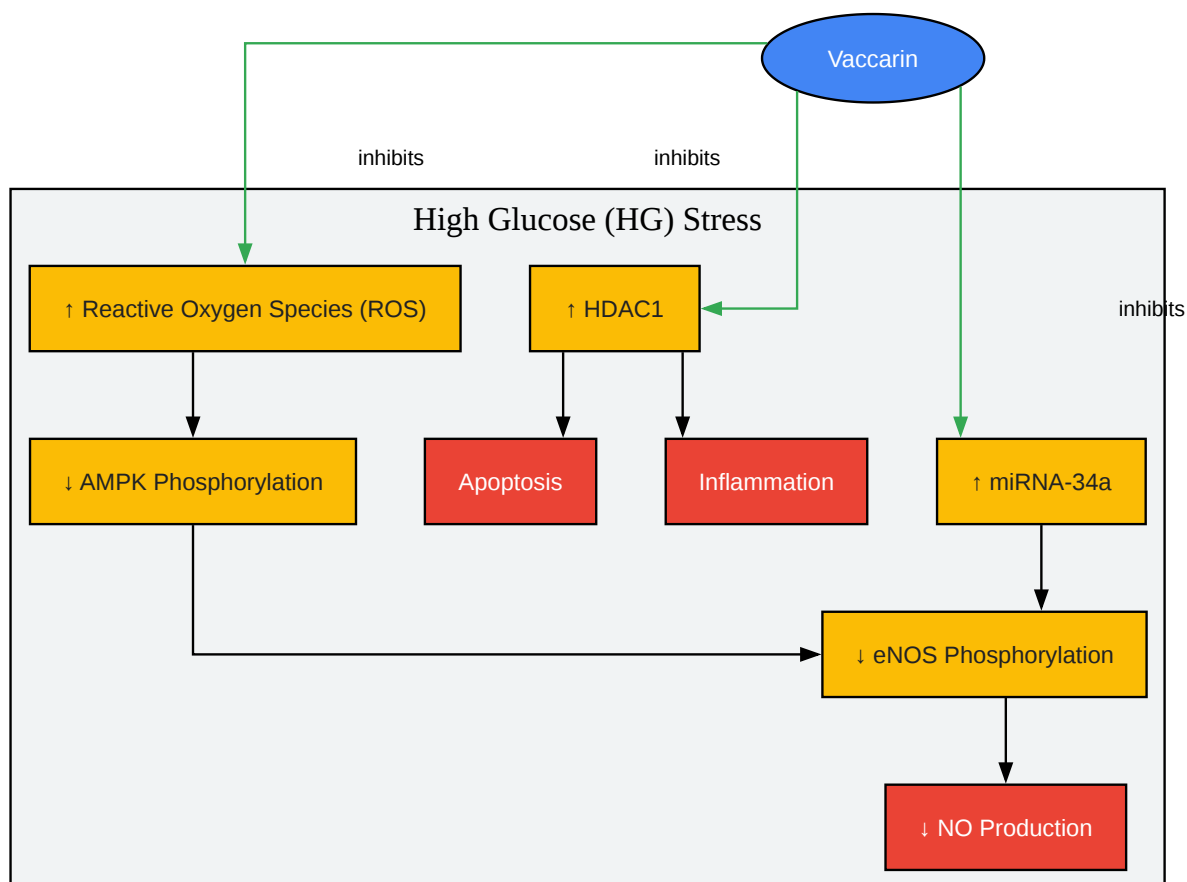 Vaccarin
inhibits
inhibits
High Glucose (HG) Stress
↑ Reactive Oxygen Species (ROS)
↑ HDAC1
inhibits
↓ AMPK Phosphorylation
Apoptosis
Inflammation
↑ miRNA-34a
↓ eNOS Phosphorylation
↓ NO Production